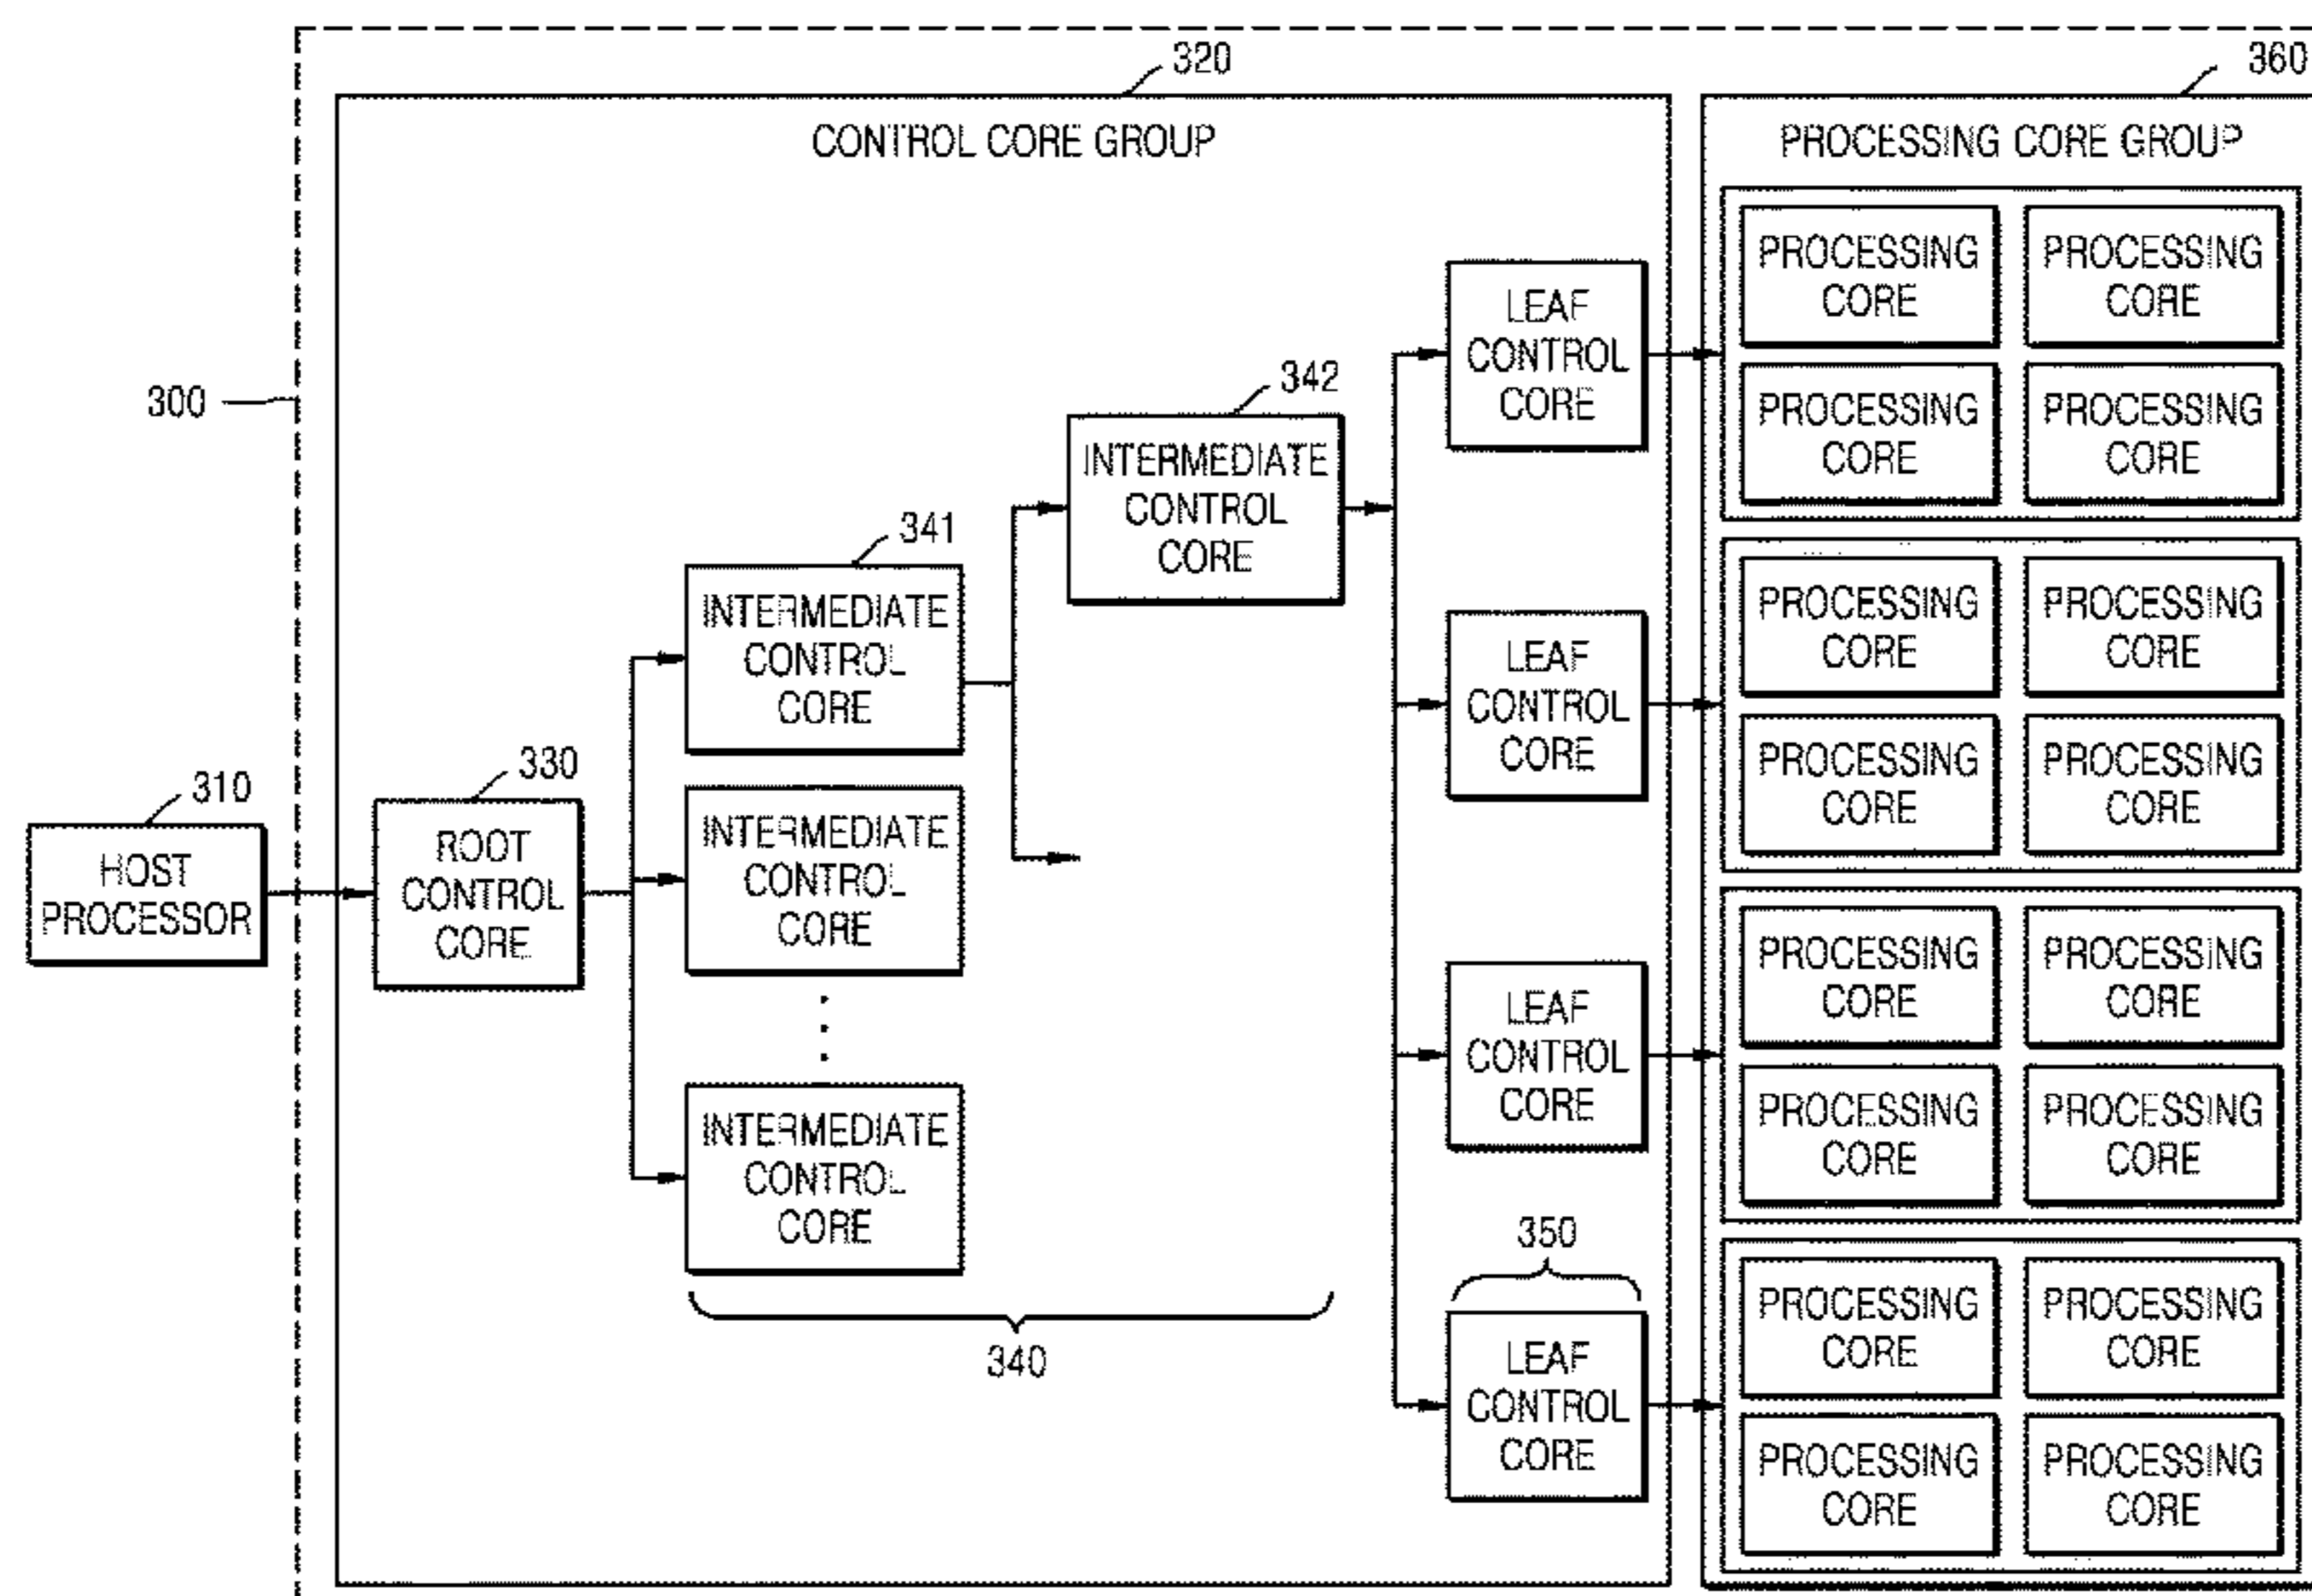 320
360
CONTROL CORE GROUP
PROCESSING CORE GROUP
300
310
HOST
PROCESSOR
330
ROOT
CONTROL
CORE
341
INTERMEDIATE
CONTROL
CORE
INTERMEDIATE
CONTROL
CORE
INTERMEDIATE
CONTROL
CORE
342
INTERMEDIATE
CONTROL
CORE
340
LEAF
CONTROL
CORE
LEAF
CONTROL
CORE
LEAF
CONTROL
CORE
350
LEAF
CONTROL
CORE
PROCESSING
CORE
PROCESSING
CORE
PROCESSING
CORE
PROCESSING
CORE
PROCESSING
CORE
PROCESSING
CORE
PROCESSING
CORE
PROCESSING
CORE
PROCESSING
CORE
PROCESSING
CORE
PROCESSING
CORE
PROCESSING
CORE
PROCESSING
CORE
PROCESSING
CORE
PROCESSING
CORE
PROCESSING
CORE